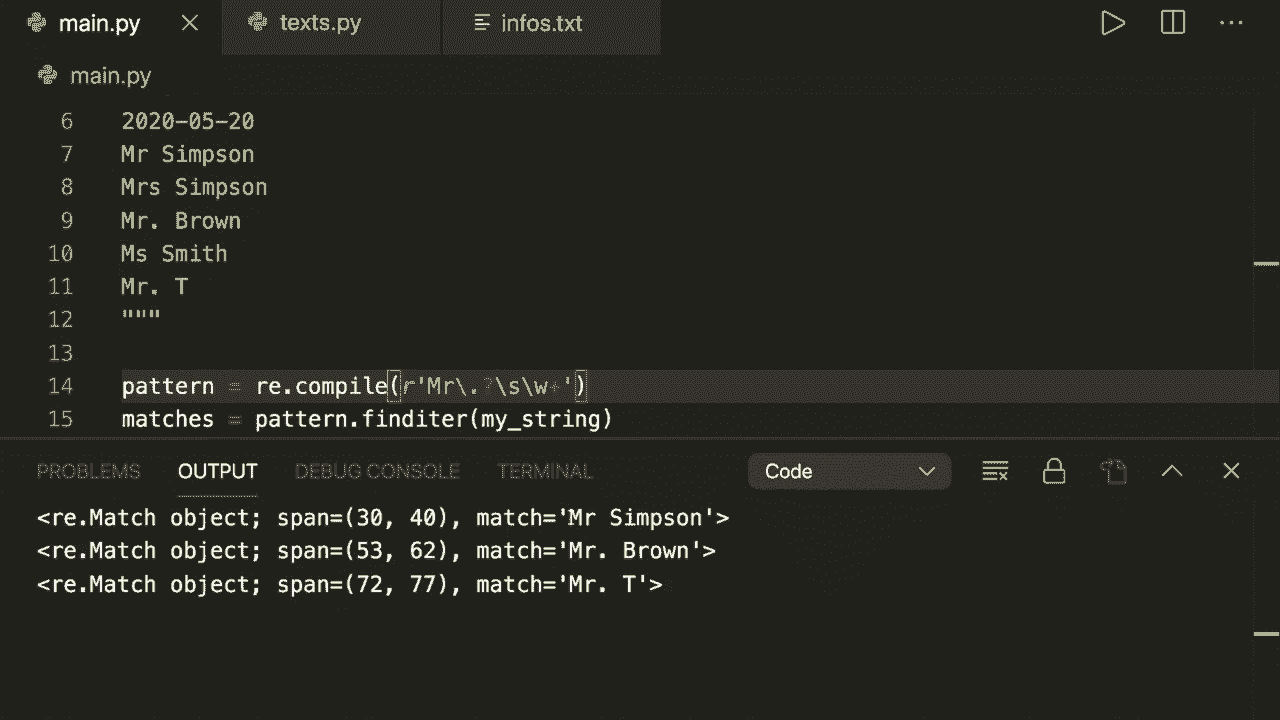 main.py texts.py infos.txt
main.py
6 2020-05-20
7 Mr Simpson
8 Mrs Simpson
9 Mr. Brown
10 Ms Smith
11 Mr. T
12 """
13
14 pattern = re.compile(r'Mr\.?\s\w+')
15 matches = pattern.finditer(my_string)
PROBLEMS OUTPUT DEBUG CONSOLE TERMINAL Code
<re.Match object; span=(30, 40), match='Mr Simpson'>
<re.Match object; span=(53, 62), match='Mr. Brown'>
<re.Match object; span=(72, 77), match='Mr. T'>